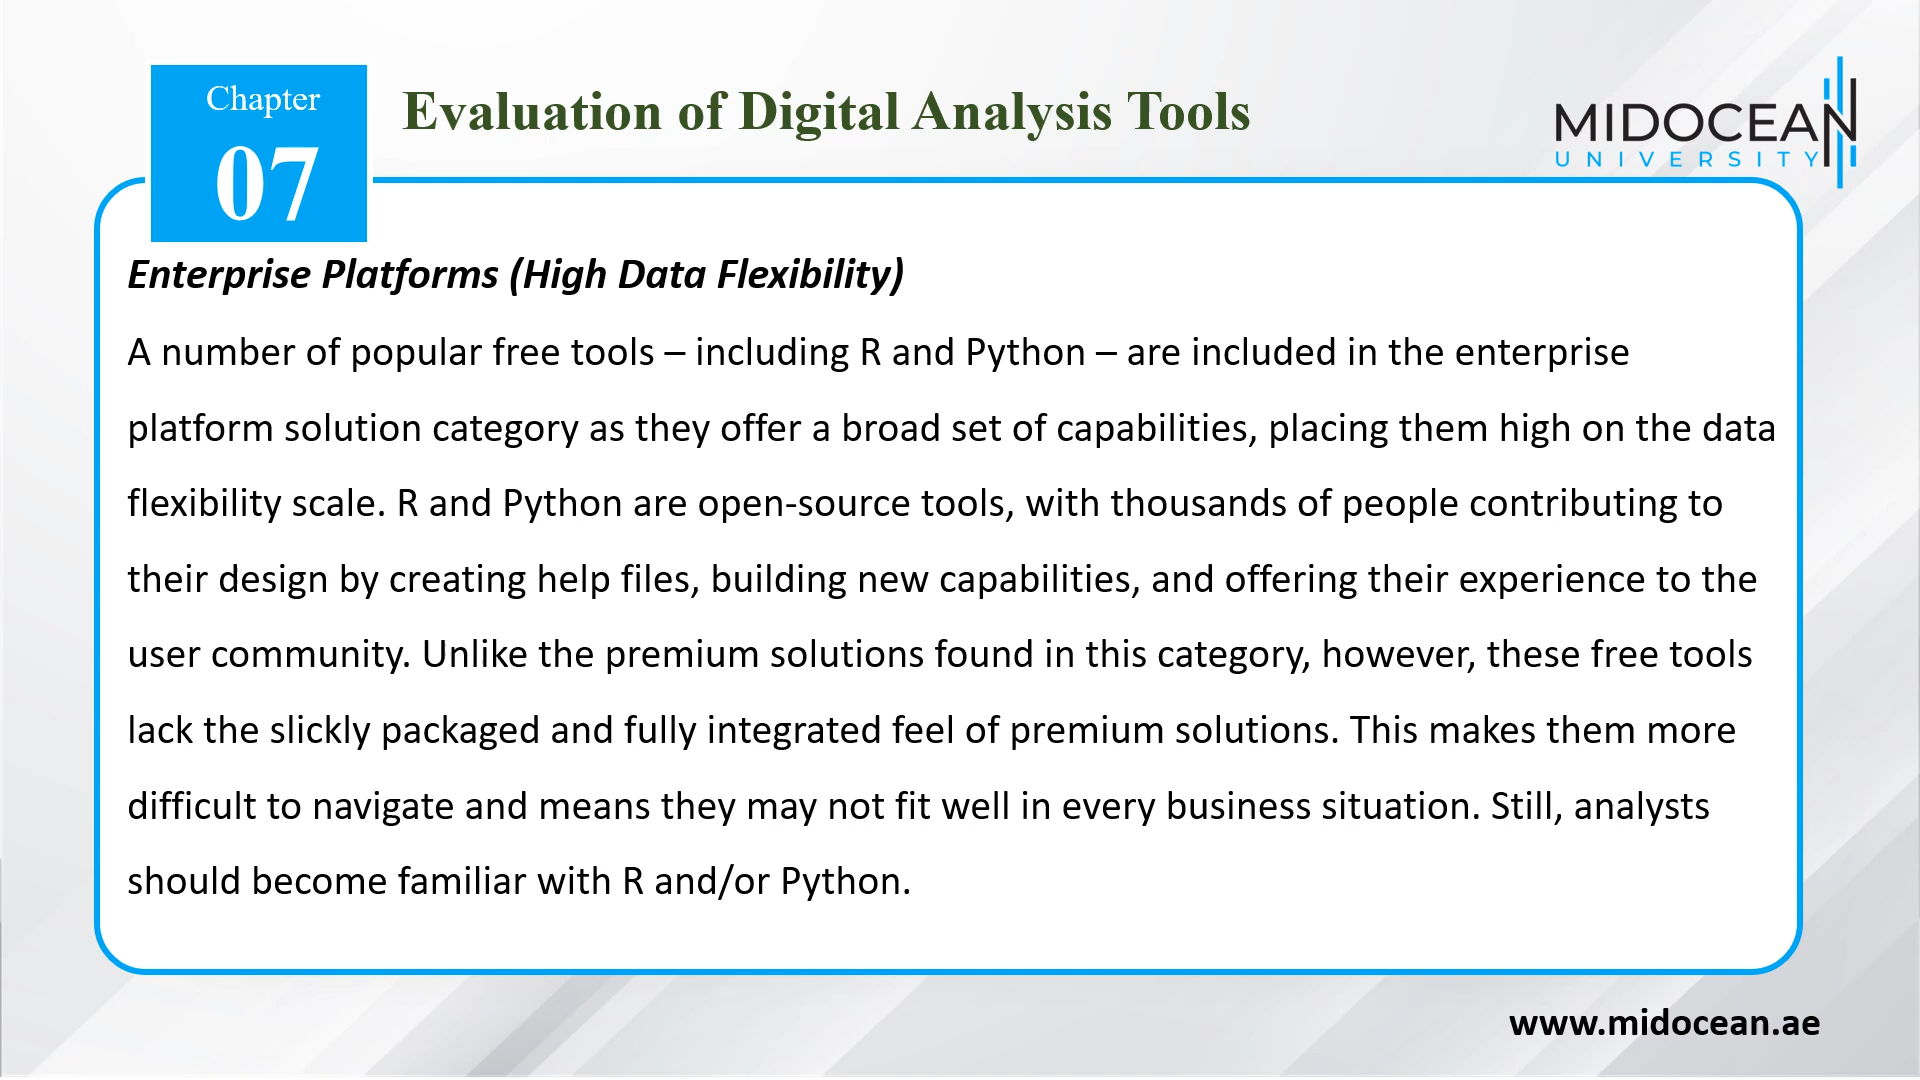 Chapter
07
Evaluation of Digital Analysis Tools
MIDOCEAN
UNIVERSITY
Enterprise Platforms (High Data Flexibility)
A number of popular free tools – including R and Python – are included in the enterprise
platform solution category as they offer a broad set of capabilities, placing them high on the data
flexibility scale. R and Python are open-source tools, with thousands of people contributing to
their design by creating help files, building new capabilities, and offering their experience to the
user community. Unlike the premium solutions found in this category, however, these free tools
lack the slickly packaged and fully integrated feel of premium solutions. This makes them more
difficult to navigate and means they may not fit well in every business situation. Still, analysts
should become familiar with R and/or Python.
www.midocean.ae